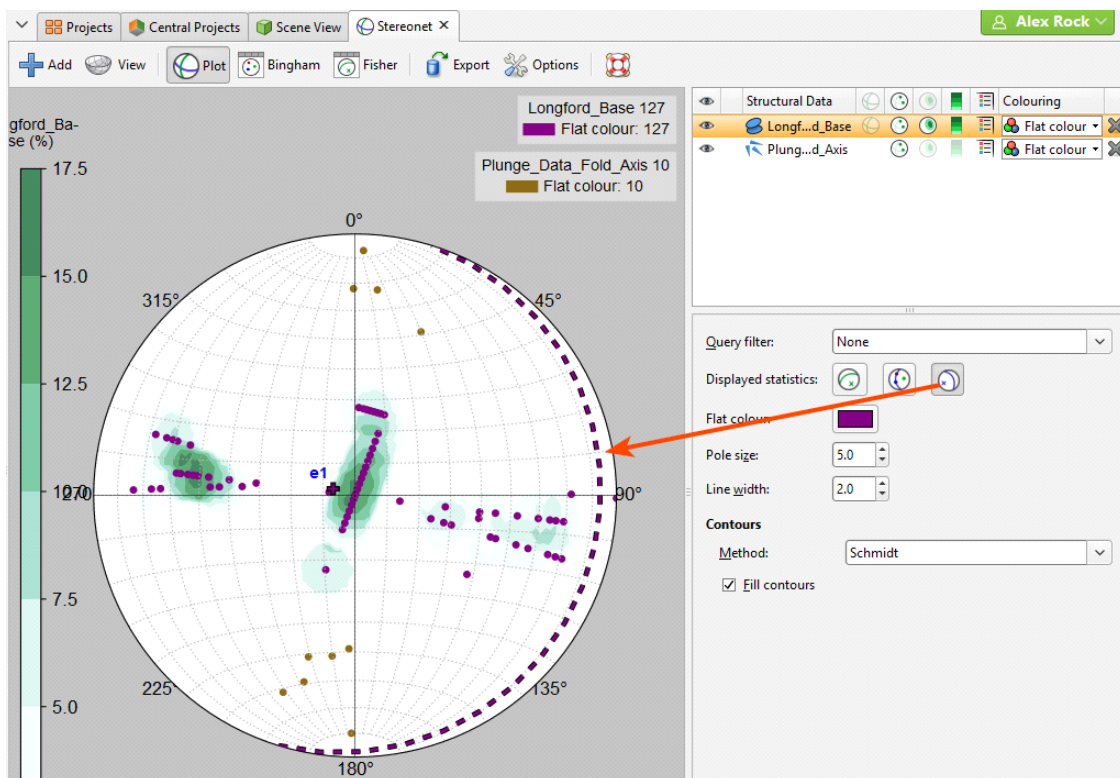 Projects Central Projects Scene View Stereonet Alex Rock
Add View Plot Bingham Fisher Export Options
gford_Ba-
se (%)
17.5
15.0
12.5
10.0
7.5
5.0
Longford_Base 127
Flat colour: 127
Plunge_Data_Fold_Axis 10
Flat colour: 10
0°
45°
90°
135°
180°
225°
270
315°
e1
Structural Data Colouring
Longf...d_Base Flat colour
Plung...d_Axis Flat colour
Query filter: None
Displayed statistics:
Flat colour:
Pole size: 5.0
Line width: 2.0
Contours
Method: Schmidt
Fill contours